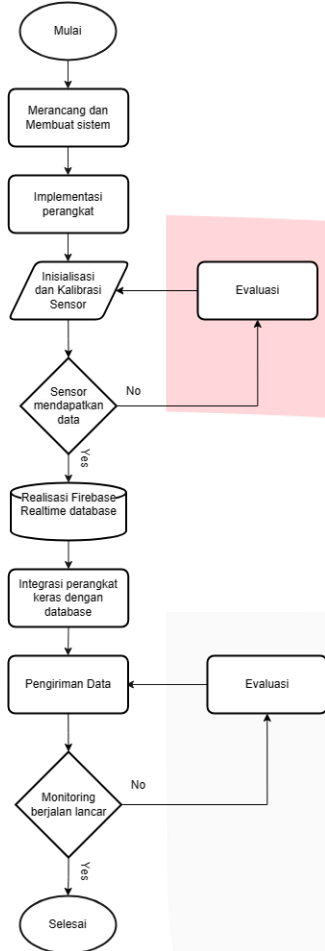 Mulai
Merancang dan
Membuat sistem
Implementasi
perangkat
Inisialisasi
dan Kalibrasi
Sensor
Evaluasi
Sensor
mendapatkan
data
No
Yes
Realisasi Firebase
Realtime database
Integrasi perangkat
keras dengan
database
Pengiriman Data
Evaluasi
Monitoring
berjalan lancar
No
Yes
Selesai